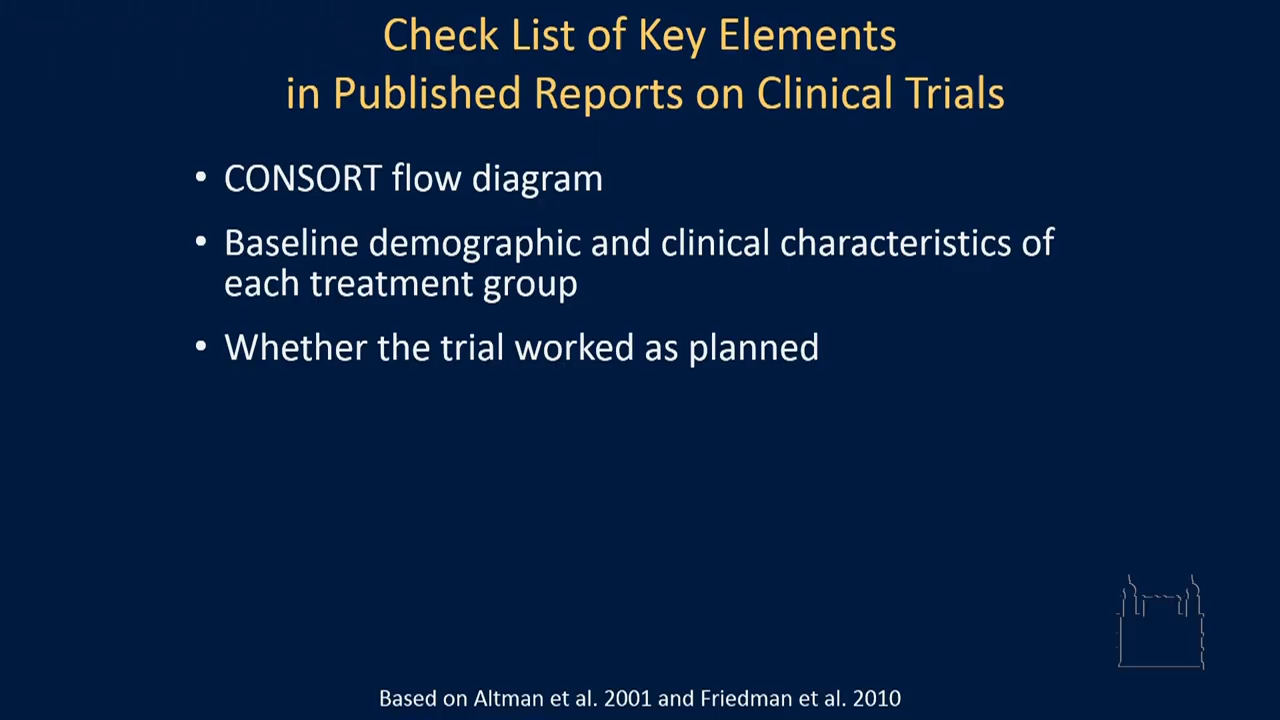 Check List of Key Elements
in Published Reports on Clinical Trials
• CONSORT flow diagram
• Baseline demographic and clinical characteristics of
each treatment group
• Whether the trial worked as planned
Based on Altman et al. 2001 and Friedman et al. 2010